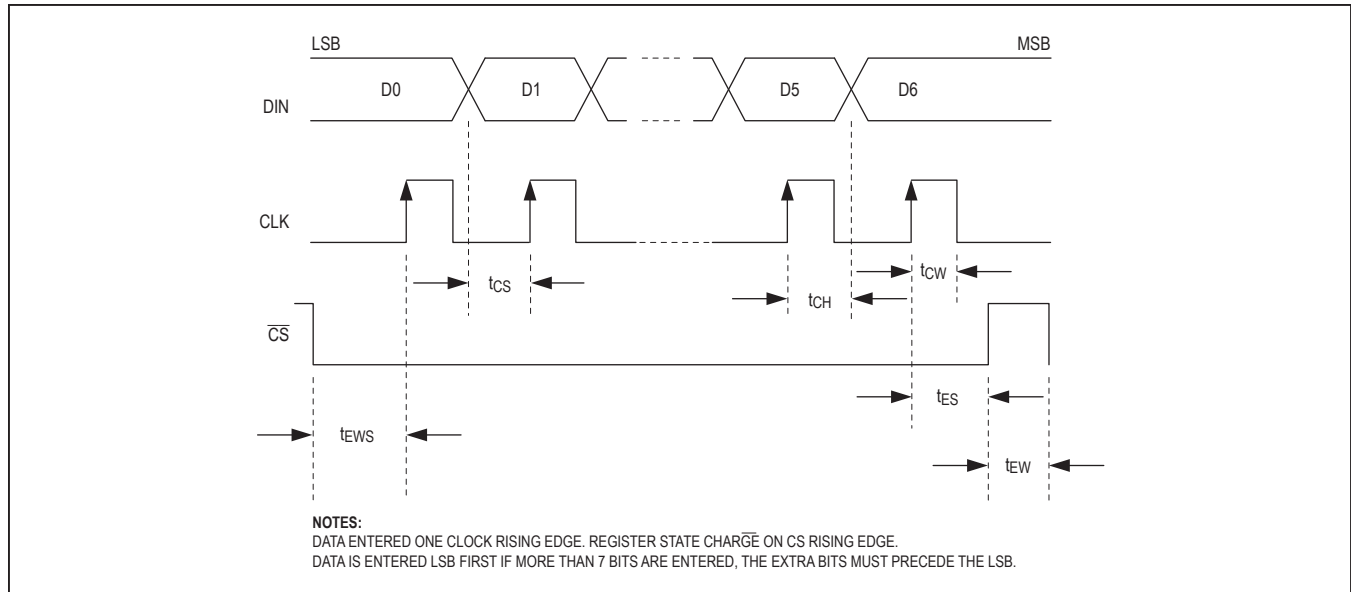 LSB MSB
DIN D0 D1 D5 D6
CLK
tCS tCH tCW
CS
tES
tEWS
tEW
NOTES:
DATA ENTERED ONE CLOCK RISING EDGE. REGISTER STATE CHARGE ON CS RISING EDGE.
DATA IS ENTERED LSB FIRST IF MORE THAN 7 BITS ARE ENTERED, THE EXTRA BITS MUST PRECEDE THE LSB.